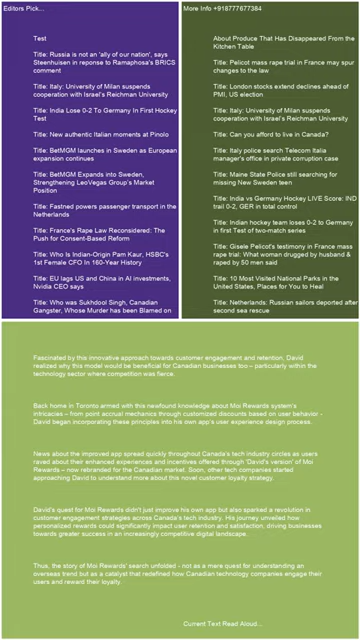 Editors Pick...
Test
Title: Russia is not an 'ally of our nation', says
Steenhuisen in reponse to Ramaphosa's BRICS
comment
Title: Italy: University of Milan suspends
cooperation with Israel's Reichman University
Title: India Lose 0-2 To Germany In First Hockey
Test
Title: New authentic Italian moments at Pinolo
Title: BetMGM launches in Sweden as European
expansion continues
Title: BetMGM Expands into Sweden,
Strengthening LeoVegas Group's Market
Position
Title: Fastned powers passenger transport in the
Netherlands
Title: France's Rape Law Reconsidered: The
Push for Consent-Based Reform
Title: Who Is Indian-Origin Pam Kaur, HSBC's
1st Female CFO In 160-Year History
Title: EU lags US and China in AI investments,
Nvidia CEO says
Title: Who was Sukhdool Singh, Canadian
Gangster, Whose Murder has been Blamed on
More Info +918777677384
About Produce That Has Disappeared From the
Kitchen Table
Title: Pelicot mass rape trial in France may spur
changes to the law
Title: London stocks extend declines ahead of
PMI, US election
Title: Italy: University of Milan suspends
cooperation with Israel's Reichman University
Title: Can you afford to live in Canada?
Title: Italy police search Telecom Italia
manager's office in private corruption case
Title: Maine State Police still searching for
missing New Sweden teen
Title: India vs Germany Hockey LIVE Score: IND
trail 0-2, GER in total control
Title: Indian hockey team loses 0-2 to Germany
in first Test of two-match series
Title: Gisele Pelicot's testimony in France mass
rape trial: What woman drugged by husband &
raped by 50 men said
Title: 10 Most Visited National Parks in the
United States, Places for You to Heal
Title: Netherlands: Russian sailors deported after
second sea rescue
Fascinated by this innovative approach towards customer engagement and retention, David
realized why this model would be beneficial for Canadian businesses too – particularly within the
technology sector where competition was fierce.
Back home in Toronto armed with this newfound knowledge about Moi Rewards system's
intricacies – from point accrual mechanics through customized discounts based on user behavior -
David began incorporating these principles into his own app's user experience design process.
News about the improved app spread quickly throughout Canada's tech industry circles as users
raved about their enhanced experiences and incentives offered through 'David's version' of Moi
Rewards – now rebranded for the Canadian market. Soon, other tech companies started
approaching David to understand more about this novel customer loyalty strategy.
David's quest for Moi Rewards didn't just improve his own app but also sparked a revolution in
customer engagement strategies across Canada's tech industry. His journey unveiled how
personalized rewards could significantly impact user retention and satisfaction, driving businesses
towards greater success in an increasingly competitive digital landscape.
Thus, the story of Moi Rewards' search unfolded - not as a mere quest for understanding an
overseas trend but as a catalyst that redefined how Canadian technology companies engage their
users and reward their loyalty.
Current Text Read Aloud...